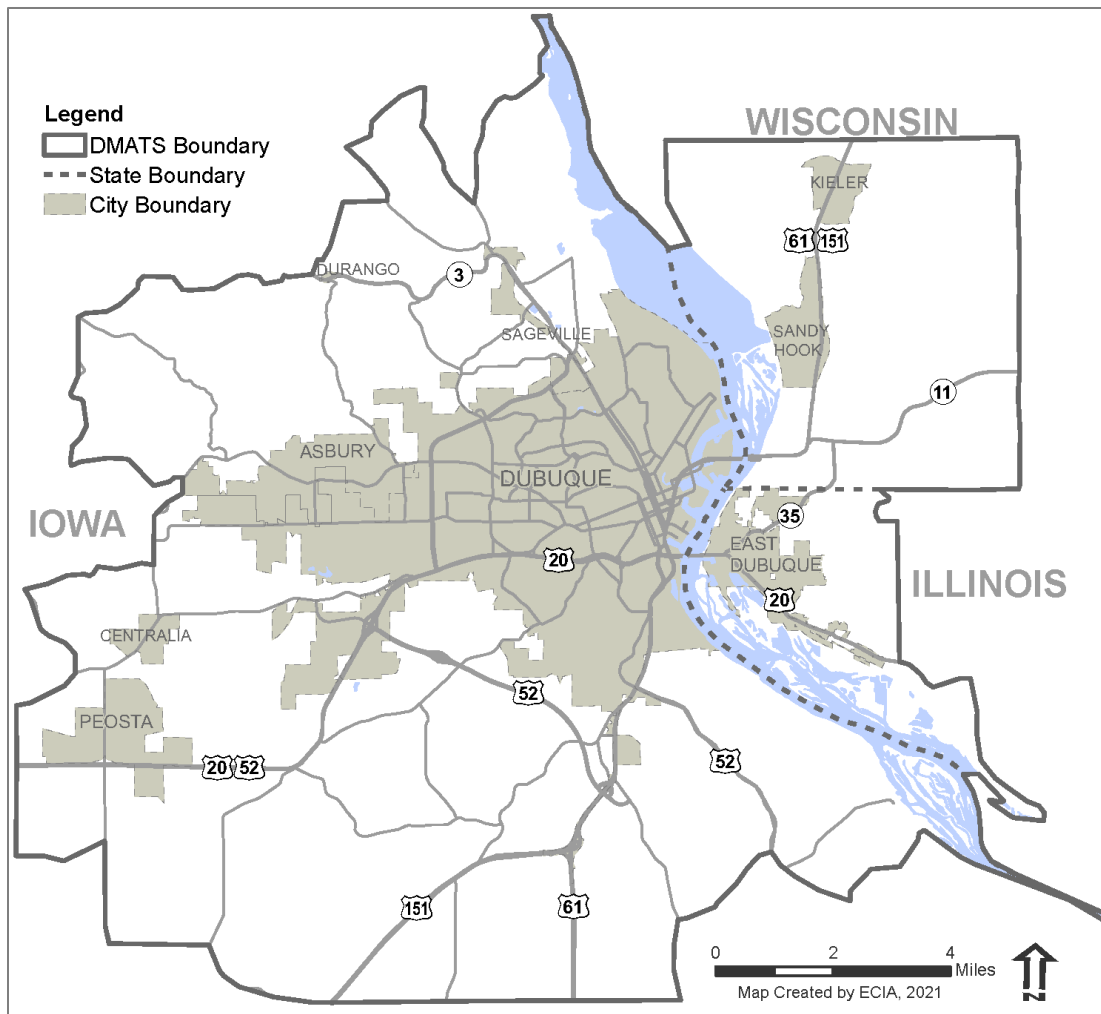 Legend
DMATS Boundary
State Boundary
City Boundary
WISCONSIN
KIELER
61 151
DURANGO
3
SAGEVILLE
SANDY
HOOK
11
ASBURY
DUBUQUE
IOWA
35
EAST
DUBUQUE
20
ILLINOIS
20
CENTRALIA
52
PEOSTA
20 52
52
151
61
0 2 4
Miles
Map Created by ECIA, 2021
N